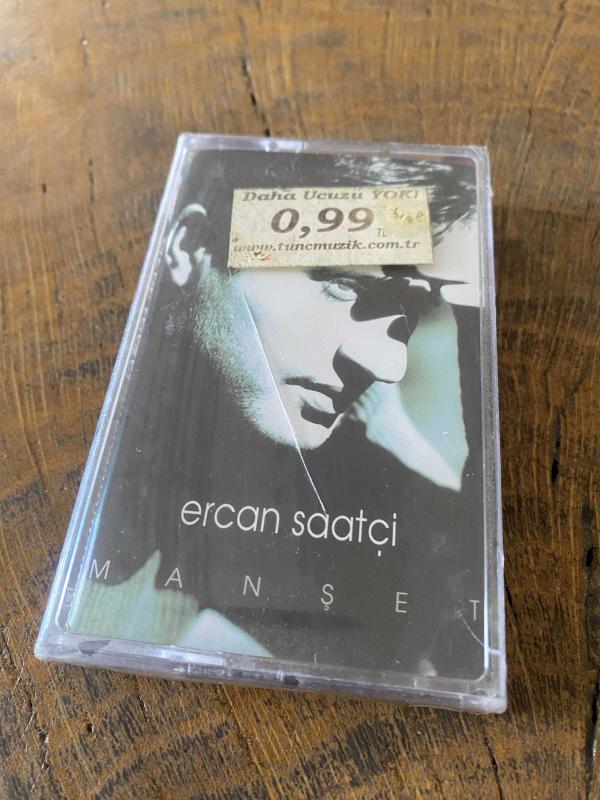 Daha Ucuzu YOK!
0,99 TL
www.tuncmuzik.com.tr
ercan saatçi
MANŞET